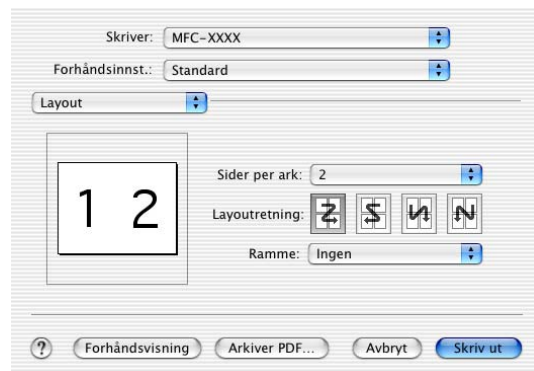 Skriver: MFC-XXXX
Forhåndsinnst.: Standard
Layout
1 2
Sider per ark: 2
Layoutretning:
Ramme: Ingen
? Forhåndsvisning Arkiver PDF... Avbryt Skriv ut